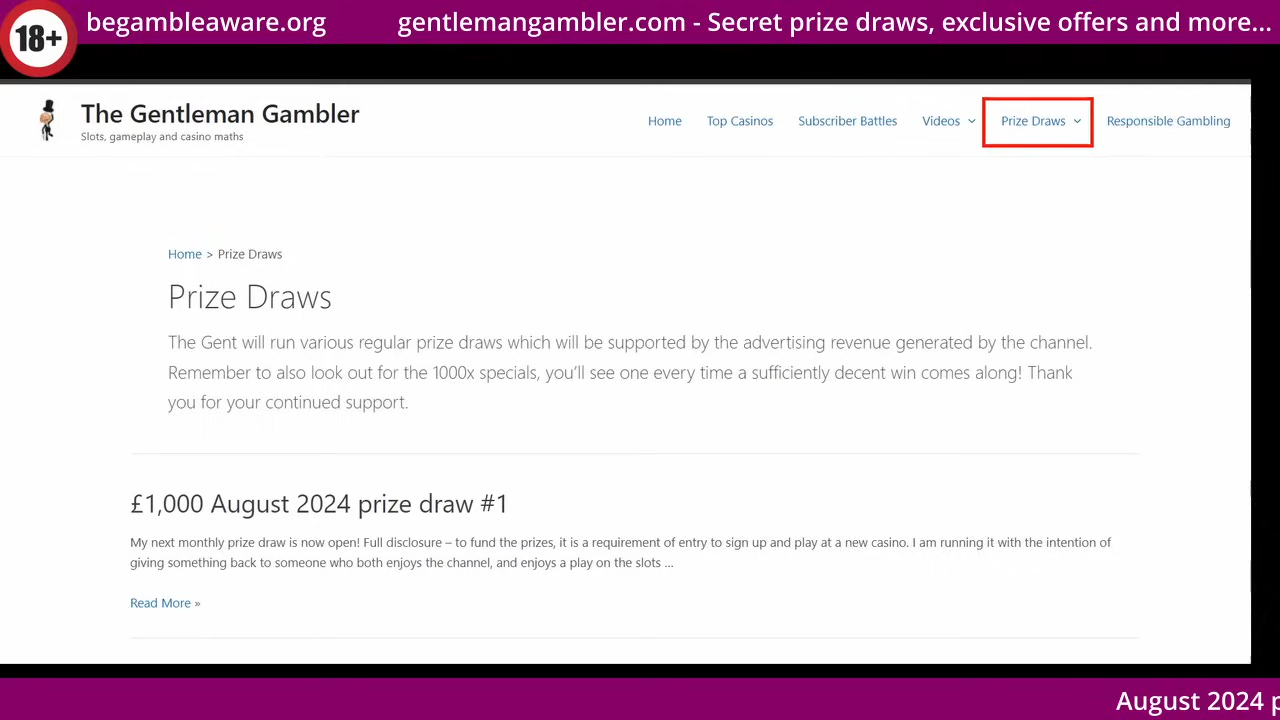 begambleaware.org
gentlemangambler.com - Secret prize draws, exclusive offers and more...
18+
The Gentleman Gambler
Slots, gameplay and casino maths
Home
Top Casinos
Subscriber Battles
Videos
Prize Draws
Responsible Gambling
Home > Prize Draws
Prize Draws
The Gent will run various regular prize draws which will be supported by the advertising revenue generated by the channel.
Remember to also look out for the 1000x specials, you’ll see one every time a sufficiently decent win comes along! Thank
you for your continued support.
£1,000 August 2024 prize draw #1
My next monthly prize draw is now open! Full disclosure – to fund the prizes, it is a requirement of entry to sign up and play at a new casino. I am running it with the intention of
giving something back to someone who both enjoys the channel, and enjoys a play on the slots ...
Read More »
August 2024 p